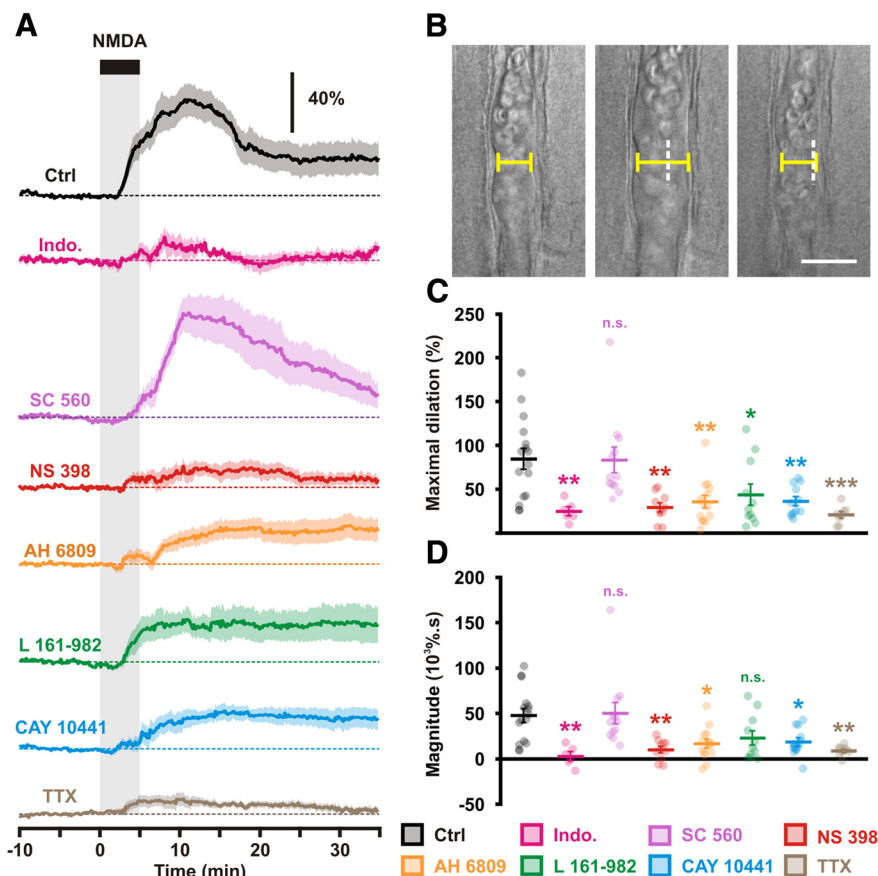 A
NMDA
40%
Ctrl
Indo.
SC 560
NS 398
AH 6809
L 161-982
CAY 10441
TTX
-10 0 10 20 30
Time (min)
B
C
Maximal dilation (%)
250
200
150
100
50
n.s.
**
**
**
*
**
***
D
Magnitude (10³%.s)
200
150
100
50
0
-50
n.s.
**
**
*
n.s.
*
**
Ctrl Indo. SC 560 NS 398
AH 6809 L 161-982 CAY 10441 TTX